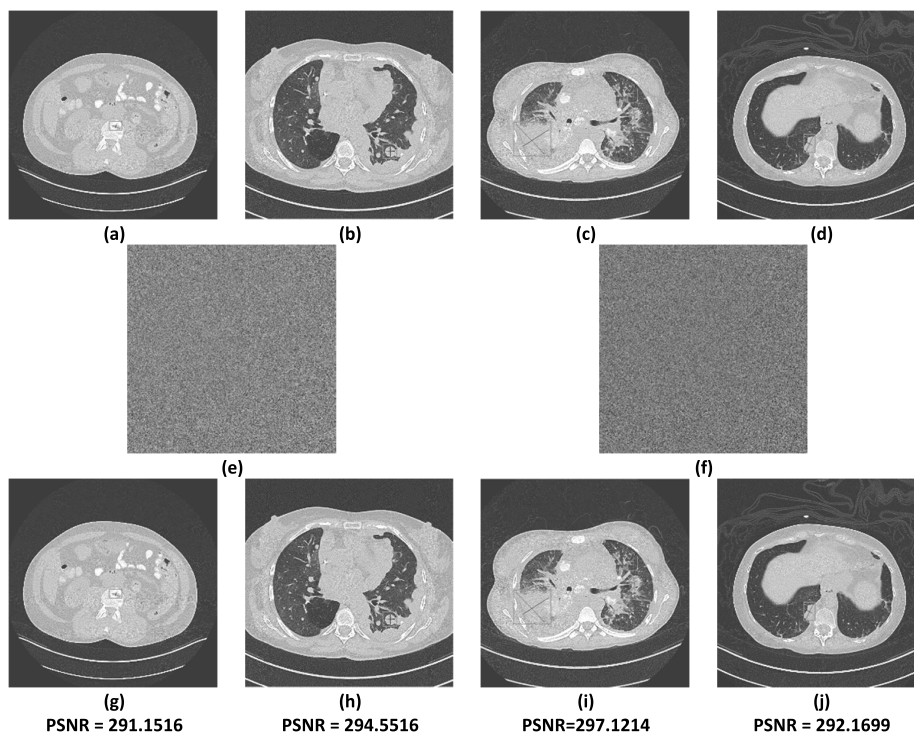 (a) (b) (c) (d)
(e) (f)
(g) (h) (i) (j)
PSNR = 291.1516 PSNR = 294.5516 PSNR=297.1214 PSNR = 292.1699